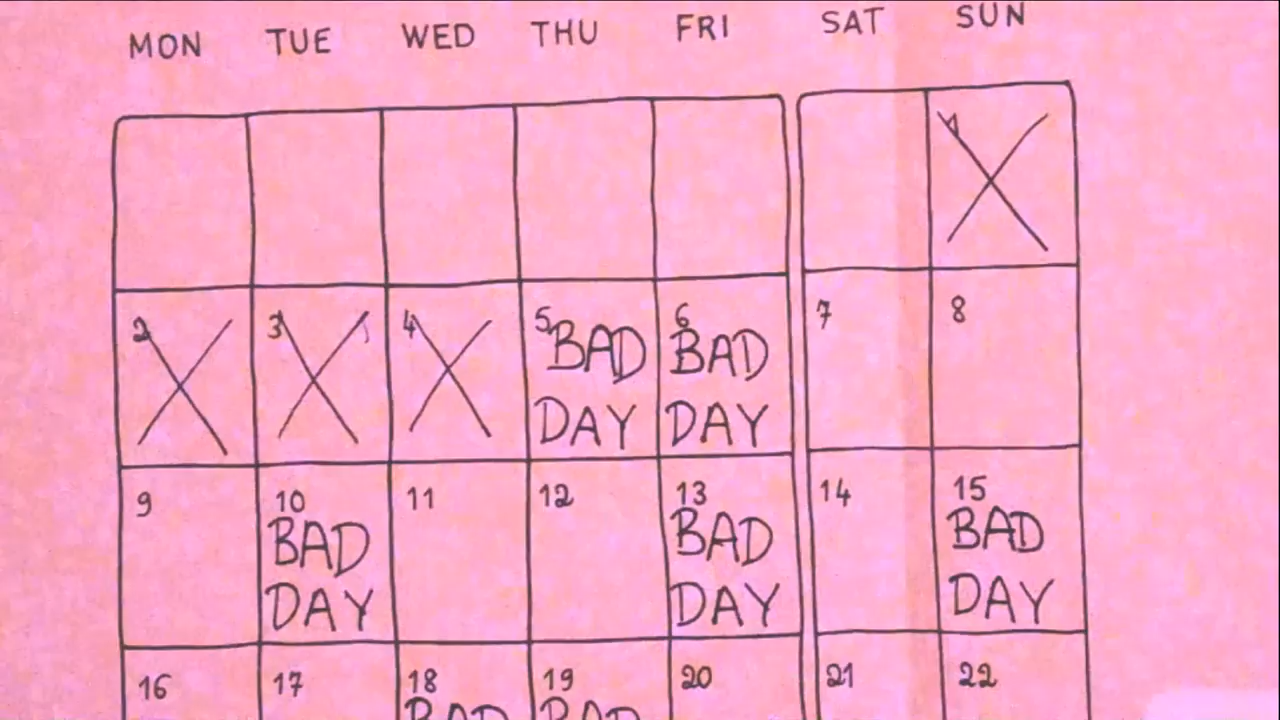 MON TUE WED THU FRI SAT SUN
1
2 3 4 5 6 7 8
BAD BAD
DAY DAY
9 10 11 12 13 14 15
BAD BAD BAD
DAY DAY DAY
16 17 18 19 20 21 22
BAD BAD